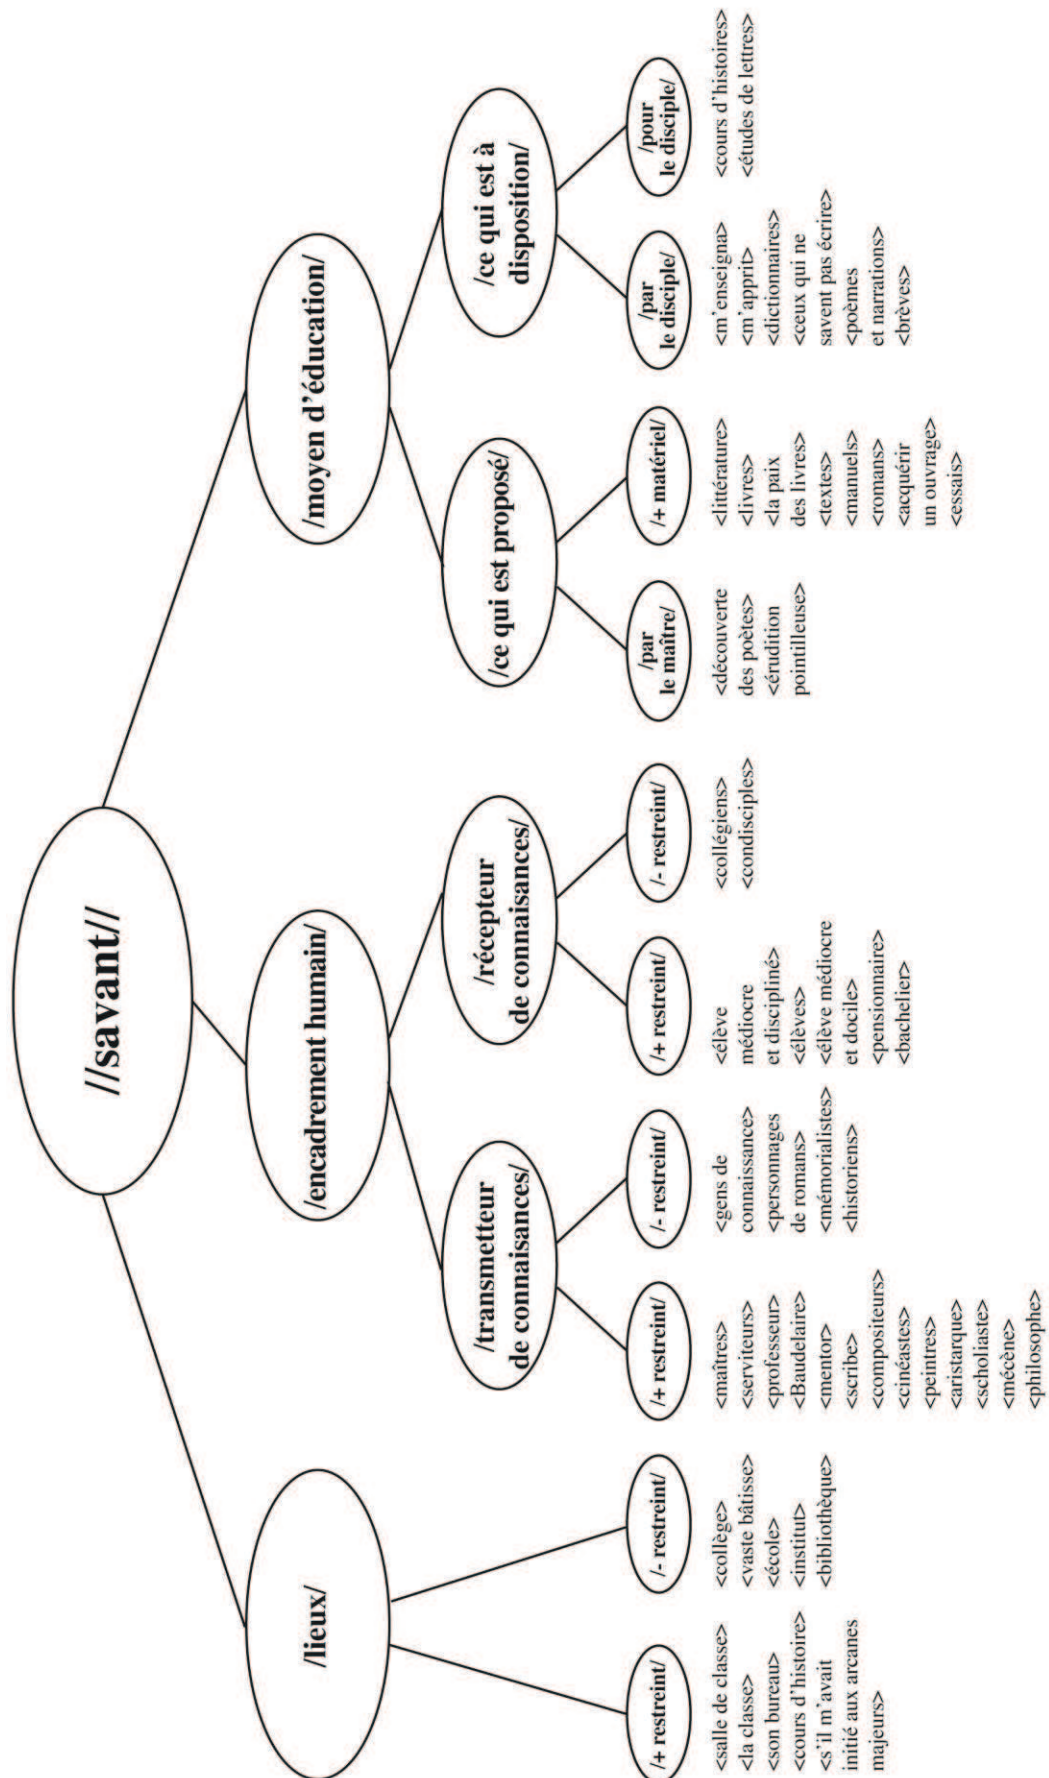 //savant//
/lieux/
/encadrement humain/
/moyen d'éducation/
/transmetteur
de connaisances/
/récepteur
de connaisances/
/ce qui est proposé/
/ce qui est à
disposition/
/+ restreint/
/- restreint/
/+ restreint/
/- restreint/
/+ restreint/
/- restreint/
/par
le maître/
/+ matériel/
/par
le disciple/
/pour
le disciple/
<salle de classe>
<la classe>
<son bureau>
<cours d'histoire>
<s'il m'avait
initié aux arcanes
majeurs>
<collège>
<vaste bâtisse>
<école>
<institut>
<bibliothèque>
<maîtres>
<serviteurs>
<professeur>
<Baudelaire>
<mentor>
<scribe>
<compositeurs>
<cinéastes>
<peintres>
<aristarque>
<scholiaste>
<mécène>
<philosophe>
<gens de
connaissance>
<personnages
de romans>
<mémorialistes>
<historiens>
<élève
médiocre
et discipliné>
<élèves>
<élève médiocre
et docile>
<pensionnaire>
<bachelier>
<collégiens>
<condisciples>
<découverte
des poètes>
<érudition
pointilleuse>
<littérature>
<livres>
<la paix
des livres>
<textes>
<manuels>
<romans>
<acquérir
un ouvrage>
<essais>
<m'enseigna>
<m'apprit>
<dictionnaires>
<ceux qui ne
savent pas écrire>
<poèmes
et narrations>
<brèves>
<cours d'histoires>
<études de lettres>